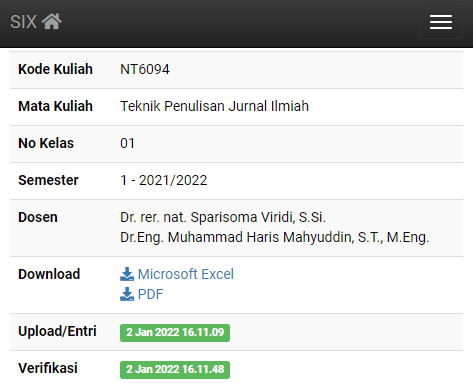 SIX
Kode Kuliah NT6094
Mata Kuliah Teknik Penulisan Jurnal Ilmiah
No Kelas 01
Semester 1 - 2021/2022
Dosen Dr. rer. nat. Sparisoma Viridi, S.Si.
Dr.Eng. Muhammad Haris Mahyuddin, S.T., M.Eng.
Download Microsoft Excel
PDF
Upload/Entri 2 Jan 2022 16.11.09
Verifikasi 2 Jan 2022 16.11.48